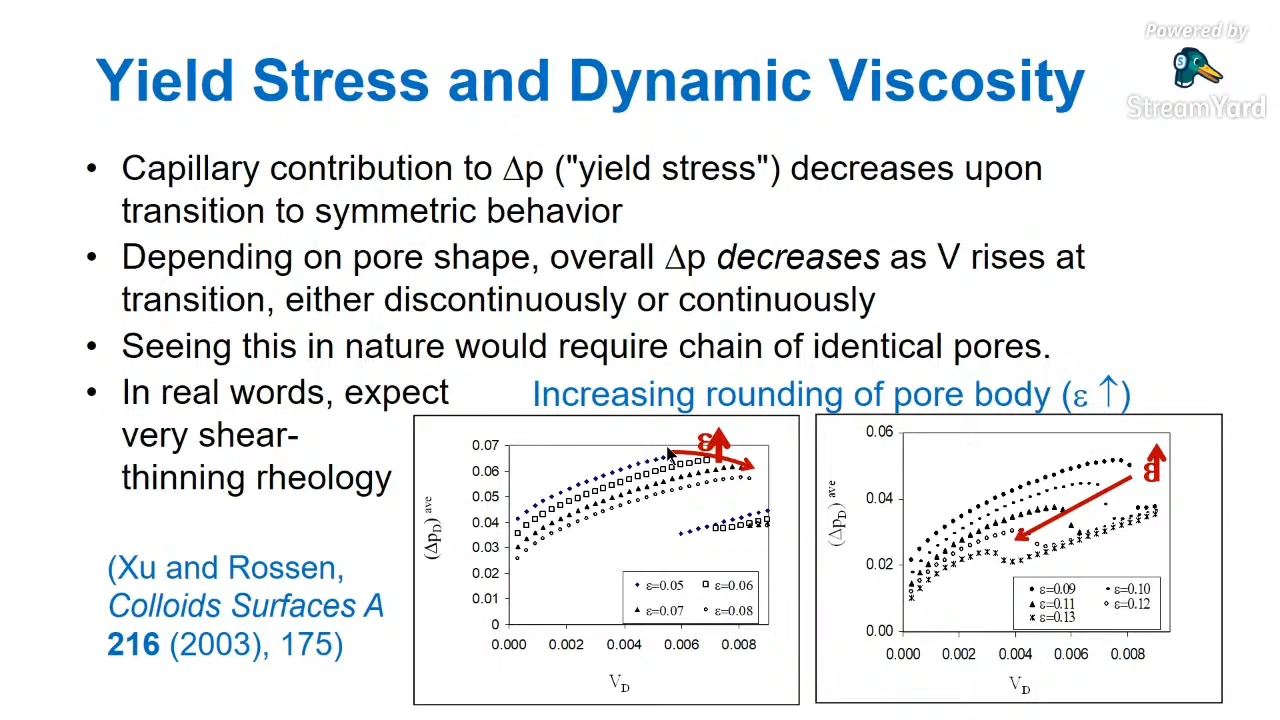 Powered by
StreamYard
Yield Stress and Dynamic Viscosity
• Capillary contribution to Δp ("yield stress") decreases upon
transition to symmetric behavior
• Depending on pore shape, overall Δp decreases as V rises at
transition, either discontinuously or continuously
• Seeing this in nature would require chain of identical pores.
• In real words, expect
very shear-
thinning rheology
(Xu and Rossen,
Colloids Surfaces A
216 (2003), 175)
Increasing rounding of pore body (ε ↑)
ε
0.07
0.06
0.05
0.04
0.03
0.02
0.01
0
(Δp_D) ave
0.000 0.002 0.004 0.006 0.008
V_D
ε=0.05 ε=0.06
ε=0.07 ε=0.08
0.06
0.04
0.02
0.00
(Δp_D) ave
0.000 0.002 0.004 0.006 0.008
V_D
ε=0.09 ε=0.10
ε=0.11 ε=0.12
ε=0.13